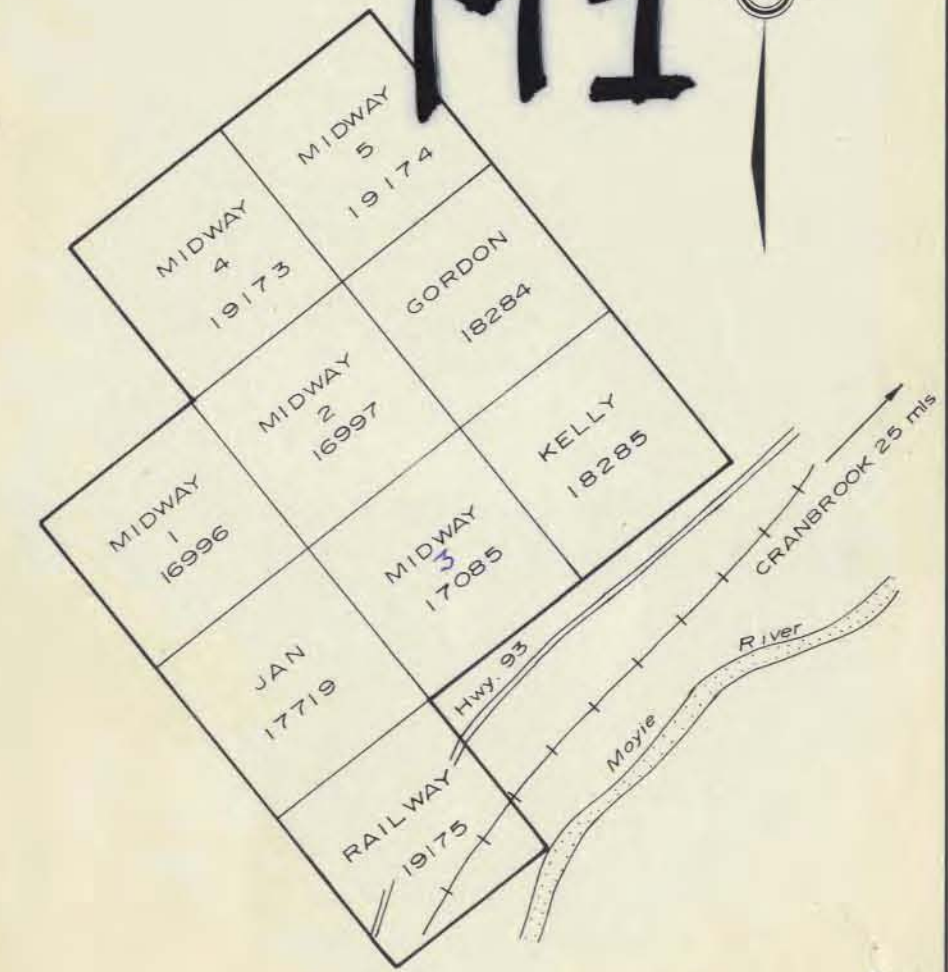 M1
MIDWAY
5
19174
MIDWAY
4
19173
GORDON
18284
MIDWAY
2
16997
KELLY
18285
MIDWAY
1
16996
MIDWAY
3
17085
CRANBROOK 25 mls
JAN
17719
Hwy. 93
River
Moyie
RAILWAY
19175